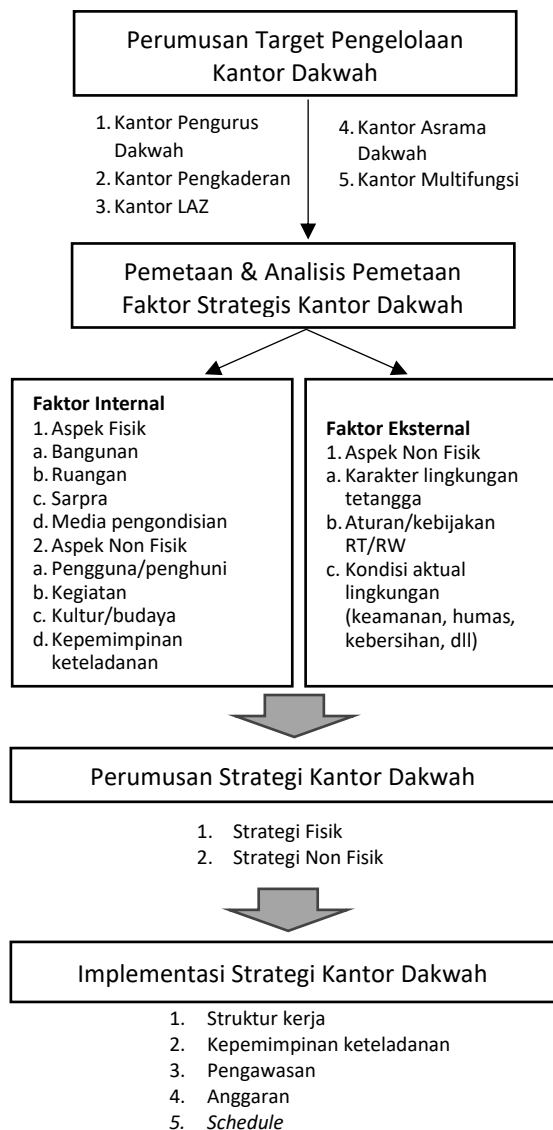 Perumusan Target Pengelolaan
Kantor Dakwah
1. Kantor Pengurus
Dakwah
2. Kantor Pengkaderan
3. Kantor LAZ
4. Kantor Asrama
Dakwah
5. Kantor Multifungsi
Pemetaan & Analisis Pemetaan
Faktor Strategis Kantor Dakwah
Faktor Internal
1. Aspek Fisik
a. Bangunan
b. Ruangan
c. Sarpra
d. Media pengondisian
2. Aspek Non Fisik
a. Pengguna/penghuni
b. Kegiatan
c. Kultur/budaya
d. Kepemimpinan
keteladanan
Faktor Eksternal
1. Aspek Non Fisik
a. Karakter lingkungan
tetangga
b. Aturan/kebijakan
RT/RW
c. Kondisi aktual
lingkungan
(keamanan, humas,
kebersihan, dll)
Perumusan Strategi Kantor Dakwah
1. Strategi Fisik
2. Strategi Non Fisik
Implementasi Strategi Kantor Dakwah
1. Struktur kerja
2. Kepemimpinan keteladanan
3. Pengawasan
4. Anggaran
5. Schedule